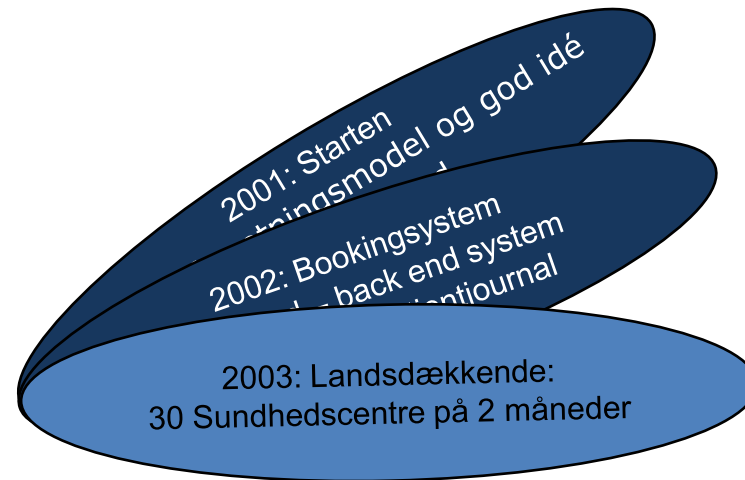 2001: Starten
og god idé
2002: Bookingsystem
back end system
2003: Landsdækkende:
30 Sundhedscentre på 2 måneder